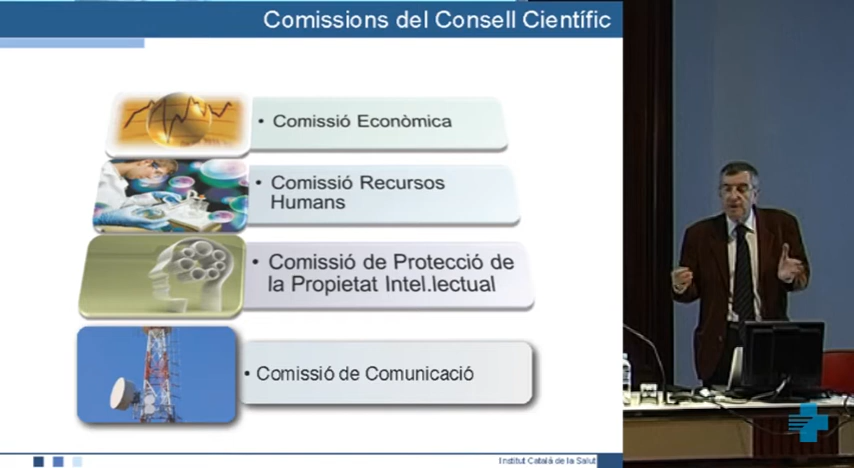 Comissions del Consell Científic
• Comissió Econòmica
• Comissió Recursos
Humans
• Comissió de Protecció de
la Propietat Intel.lectual
• Comissió de Comunicació
Institut Català de la Salut